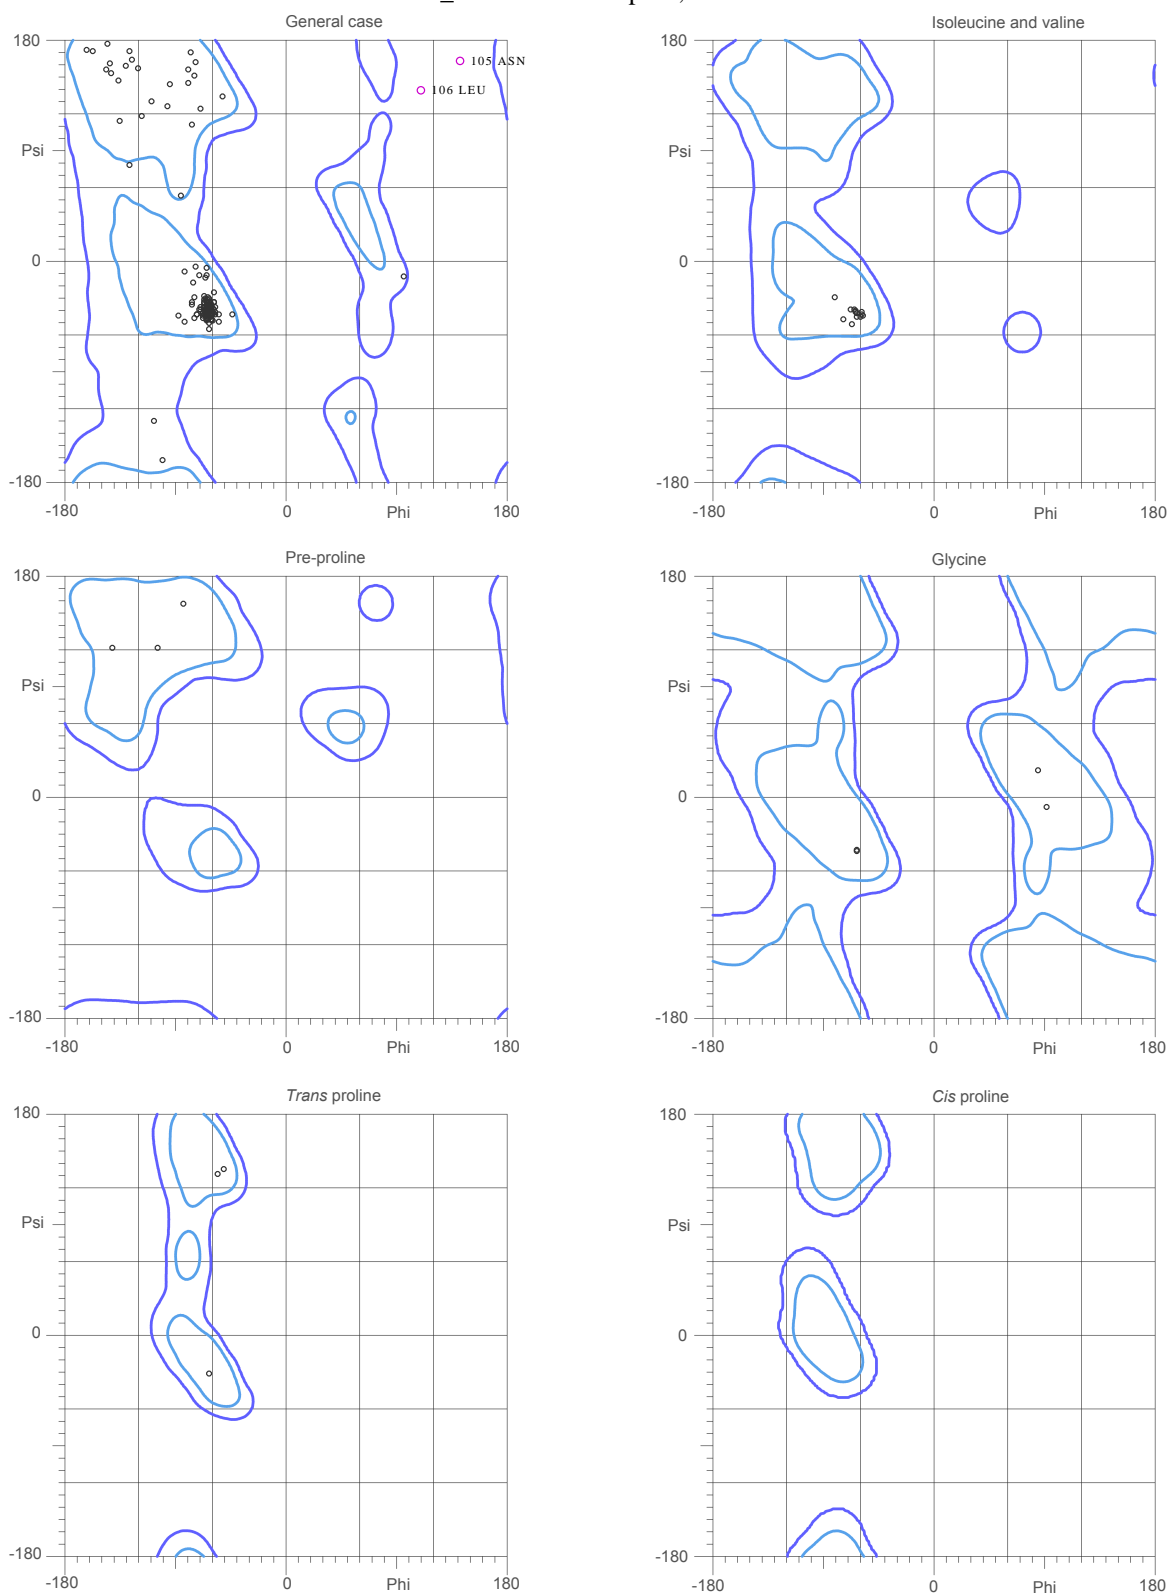 General case
180
Psi
0
-180
-180
0
Phi
180
105 ASN
106 LEU
Isoleucine and valine
180
Psi
0
-180
-180
0
Phi
180
Pre-proline
180
Psi
0
-180
-180
0
Phi
180
Glycine
180
Psi
0
-180
-180
0
Phi
180
Trans proline
180
Psi
0
-180
-180
0
Phi
180
Cis proline
180
Psi
0
-180
-180
0
Phi
180